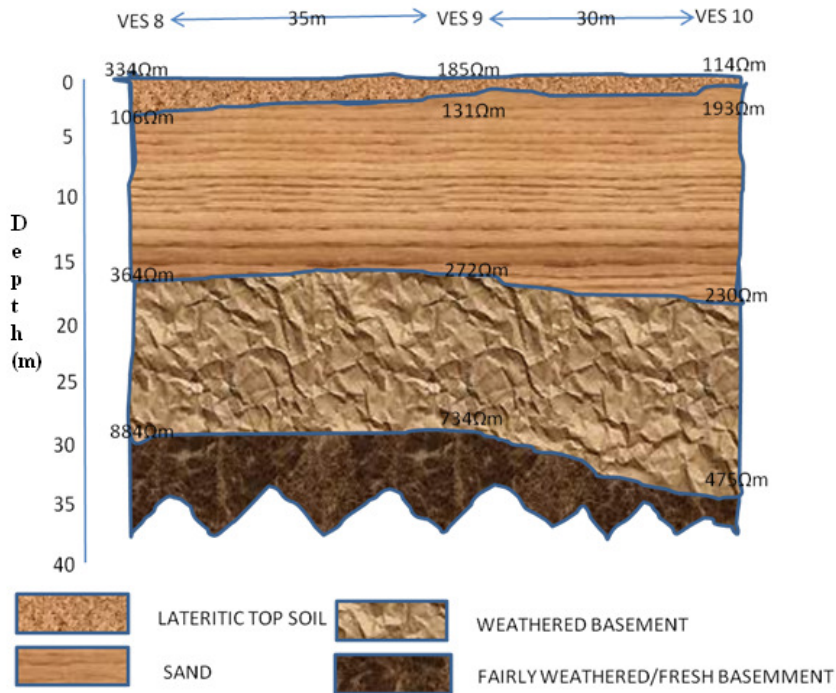 VES 8 35m VES 9 30m VES 10
334Ωm 185Ωm 114Ωm
0
106Ωm 131Ωm 193Ωm
5
10
15
364Ωm 272Ωm 230Ωm
20
25
884Ωm 734Ωm
30
475Ωm
35
40
D
e
p
t
h
(m)
LATERITIC TOP SOIL WEATHERED BASEMENT
SAND FAIRLY WEATHERED/FRESH BASEMMENT